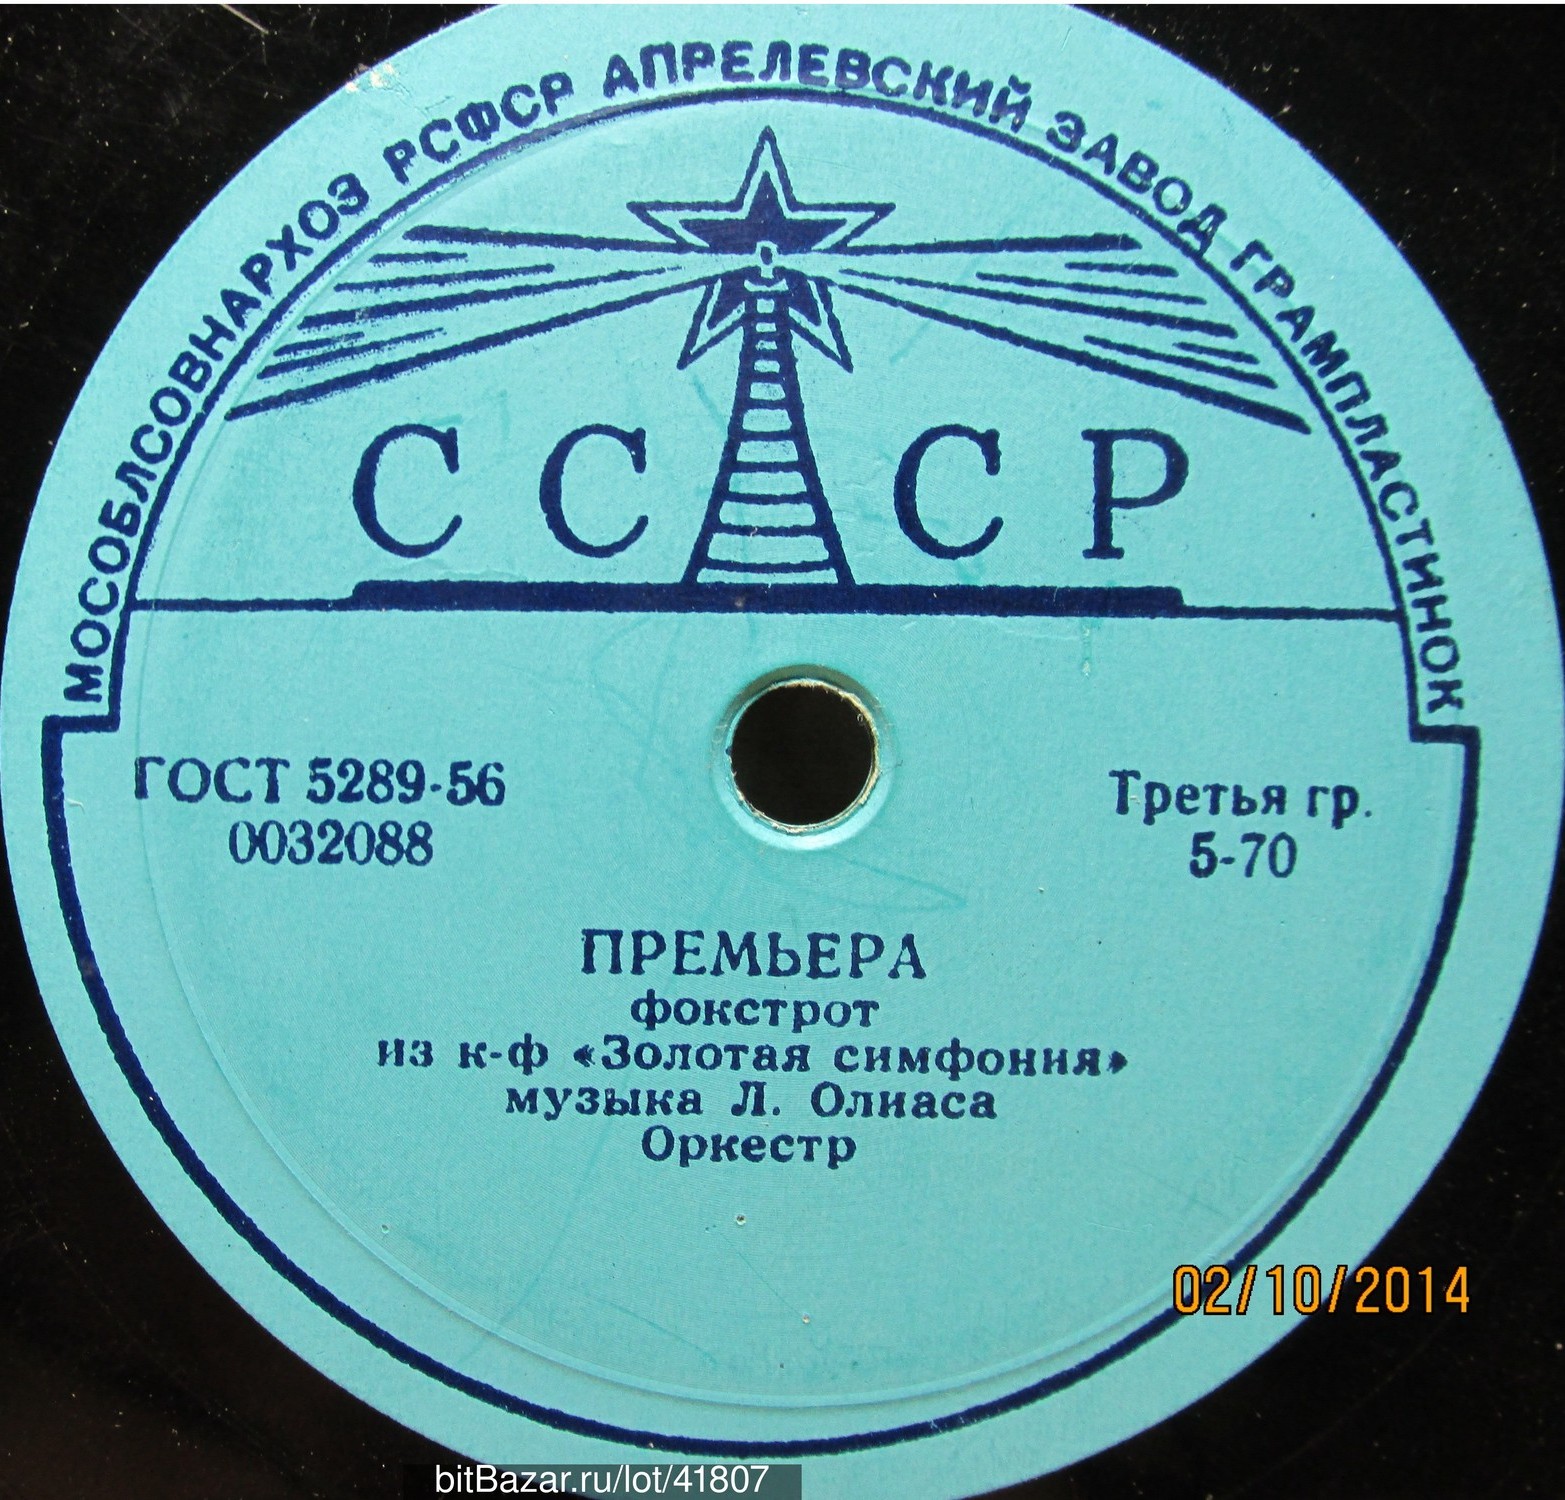 МОСОБЛСОВНАРХОЗ РСФСР АПРЕЛЕВСКИЙ ЗАВОД ГРАМПЛАСТИНОК
СССР
ГОСТ 5289-56
0032088
Третья гр.
5-70
ПРЕМЬЕРА
фокстрот
из к-ф «Золотая симфония»
музыка Л. Олиаса
Оркестр
02/10/2014
bitBazar.ru/lot/41807